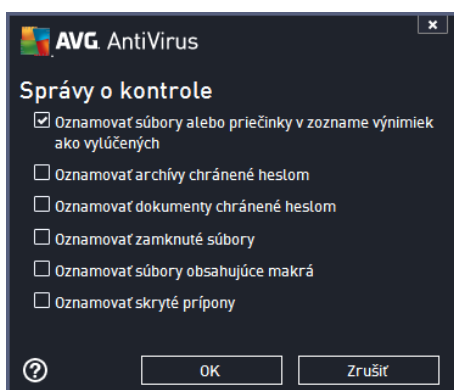 AVG. AntiVirus
Správy o kontrole
Oznamovať súbory alebo priečinky v zozname výnimiek
ako vylúčených
Oznamovať archívy chránené heslom
Oznamovať dokumenty chránené heslom
Oznamovať zamknuté súbory
Oznamovať súbory obsahujúce makrá
Oznamovať skryté prípony
OK
Zrušiť